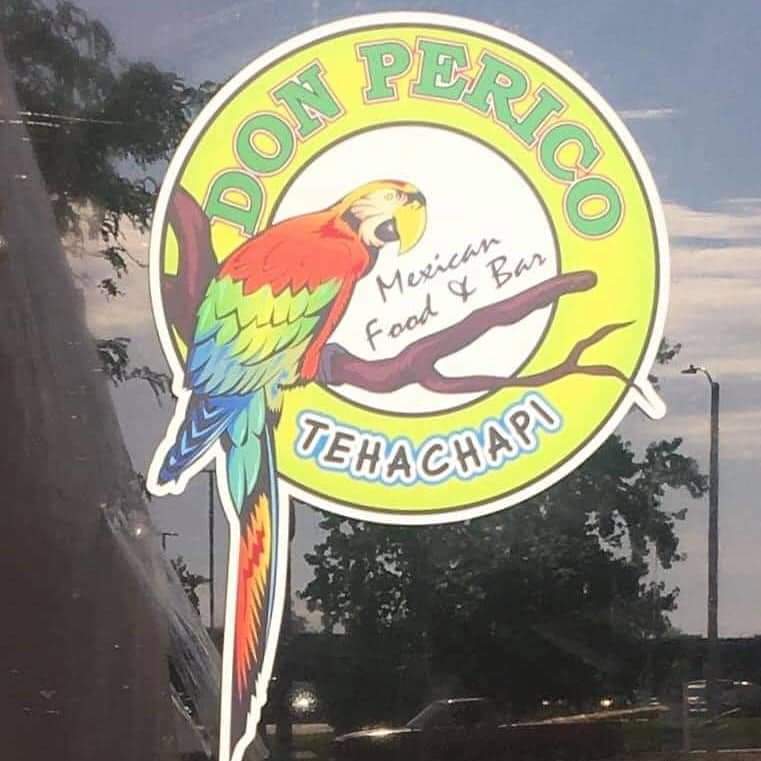 DON PERICO
Mexican
Food & Bar
TEHACHAPI